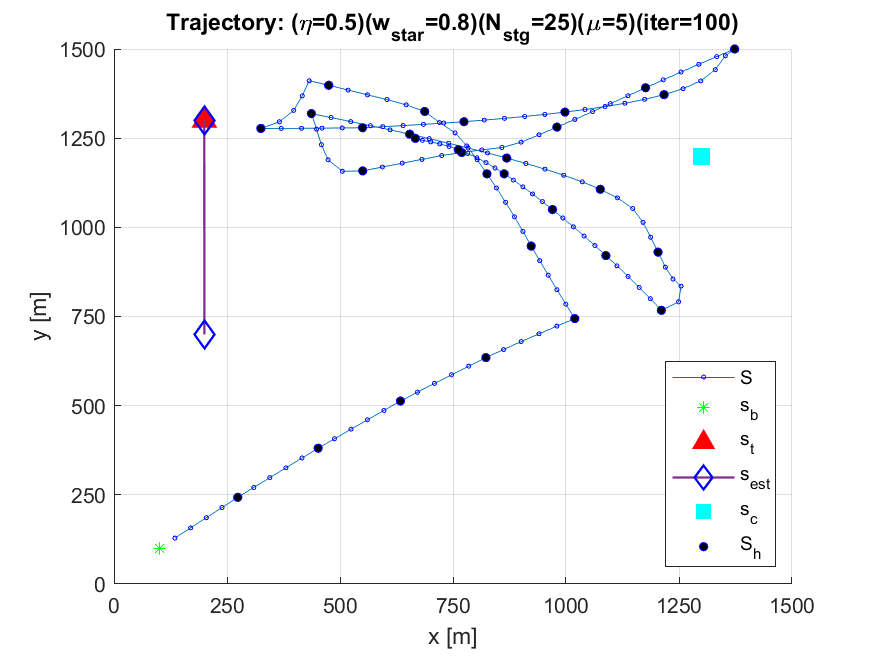 Trajectory: (η=0.5)(w_star=0.8)(N_stg=25)(μ=5)(iter=100)
1500
1250
1000
750
500
250
0
y [m]
S
s_b
s_t
s_est
s_c
S_h
0 250 500 750 1000 1250 1500
x [m]